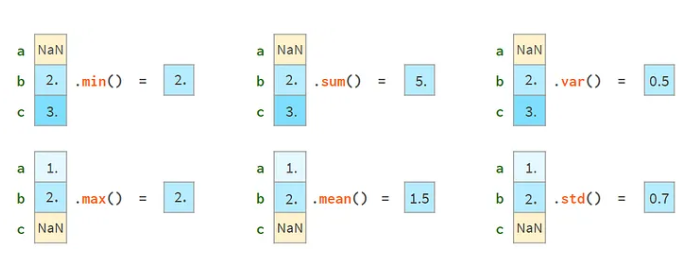 a NaN a NaN a NaN
b 2. .min() = 2. b 2. .sum() = 5. b 2. .var() = 0.5
c 3. c 3. c 3.
a 1. a 1. a 1.
b 2. .max() = 2. b 2. .mean() = 1.5 b 2. .std() = 0.7
c NaN c NaN c NaN